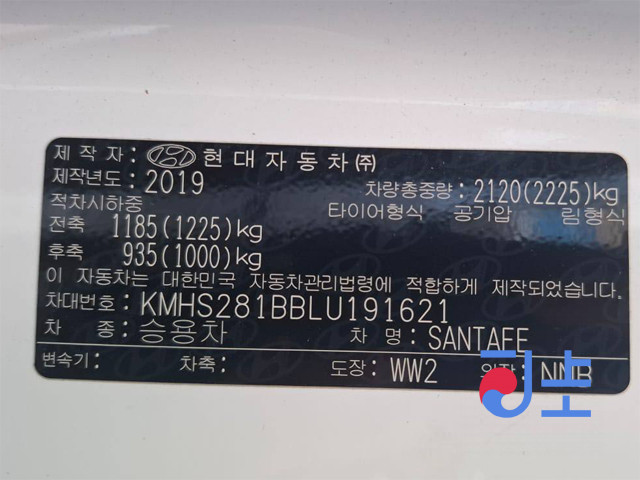 제 작 자 : 현대자동차(주)
제작년도 : 2019 차량총중량 : 2120(2225)kg
적차시하중 타이어형식 공기압 림형식
전축 : 1185(1225)kg
후축 : 935(1000)kg
이 자동차는 대한민국 자동차관리법령에 적합하게 제작되었습니다.
차대번호 : KMHS281BBLU191621
차 종 : 승용차 차 명 : SANTAFE
변속기 : 차축 : 도장 : WW2 외장 : NNB